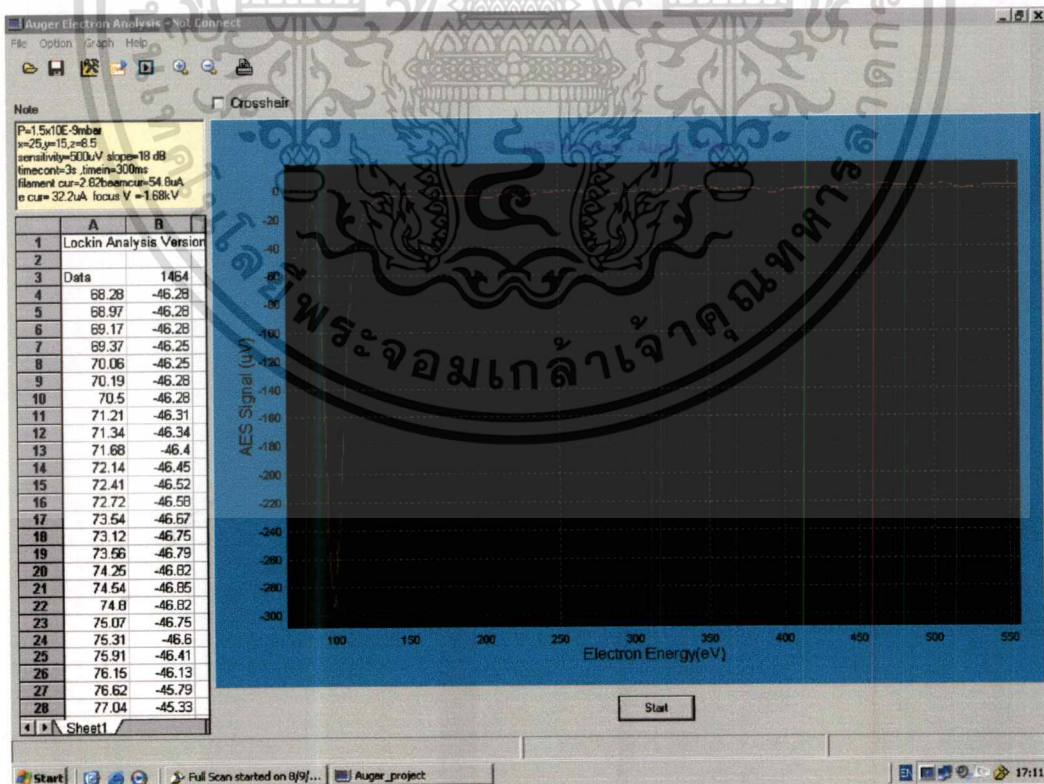 Auger Electron Analysis - Not Connect
File Option Graph Help
Note
Crosshair
P=1.5x10E-9mbar
x=25,y=15,z=8.5
sensitivity=500uV slope=18 dB
timecont=3s ,timein=300ms
filament cur=2.82beamcur=54.8uA
e cur= 32.2uA focus V =-1.68kV
A B
1 Lockin Analysis Version
2
3 Data 1464
4 68.28 -46.28
5 68.97 -46.28
6 69.17 -46.28
7 69.37 -46.25
8 70.06 -46.25
9 70.19 -46.28
10 70.5 -46.28
11 71.21 -46.31
12 71.34 -46.34
13 71.68 -46.4
14 72.14 -46.45
15 72.41 -46.52
16 72.72 -46.58
17 73.54 -46.67
18 73.12 -46.75
19 73.56 -46.79
20 74.25 -46.82
21 74.54 -46.85
22 74.8 -46.82
23 75.07 -46.75
24 75.31 -46.6
25 75.91 -46.41
26 76.15 -46.13
27 76.62 -45.79
28 77.04 -45.33
Sheet1
AES Signal (uV)
0
-20
-40
-60
-80
-100
-120
-140
-160
-180
-200
-220
-240
-260
-280
-300
100 150 200 250 300 350 400 450 500 550
Electron Energy(eV)
Start
พระจอมเกล้าเจ้าคุณทหาร
Start Full Scan started on 8/9/... Auger_project EN 17:11